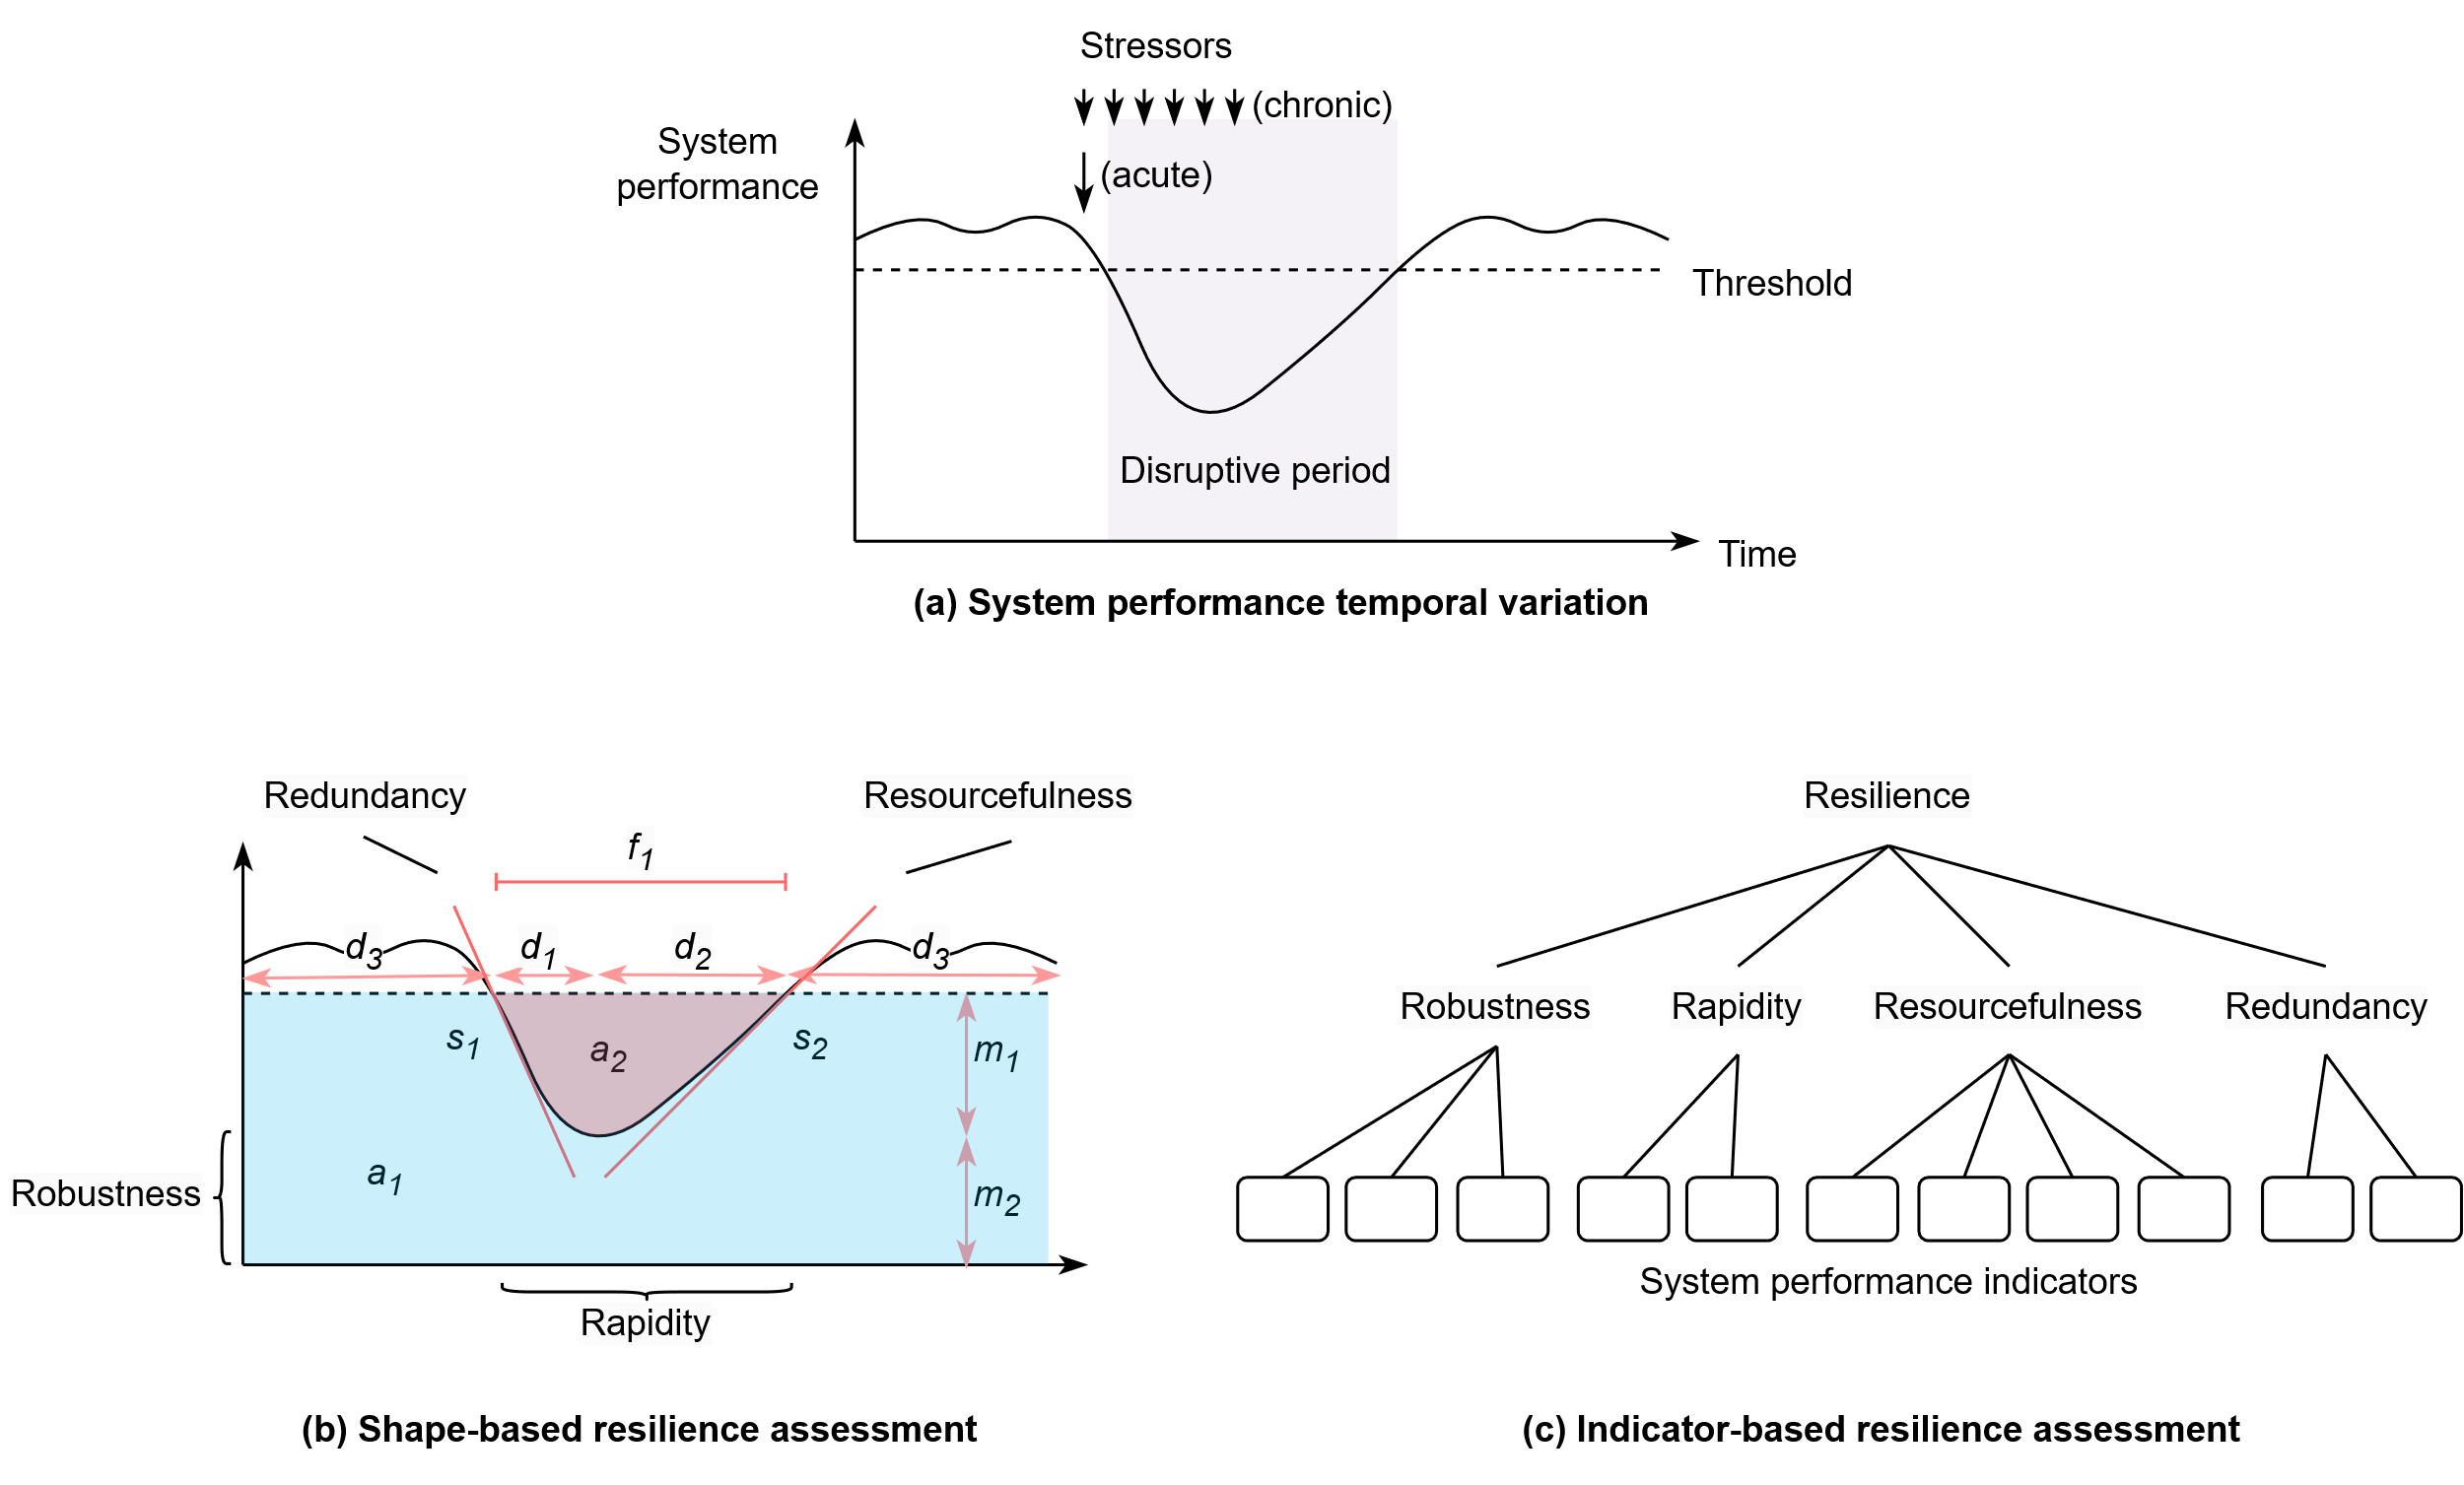 Stressors
(chronic)
System
performance
(acute)
Threshold
Disruptive period
Time
(a) System performance temporal variation
Redundancy
Resourcefulness
f1
d3
d1
d2
d3
s1
a2
s2
m1
Robustness
a1
m2
Rapidity
(b) Shape-based resilience assessment
Resilience
Robustness
Rapidity
Resourcefulness
Redundancy
System performance indicators
(c) Indicator-based resilience assessment